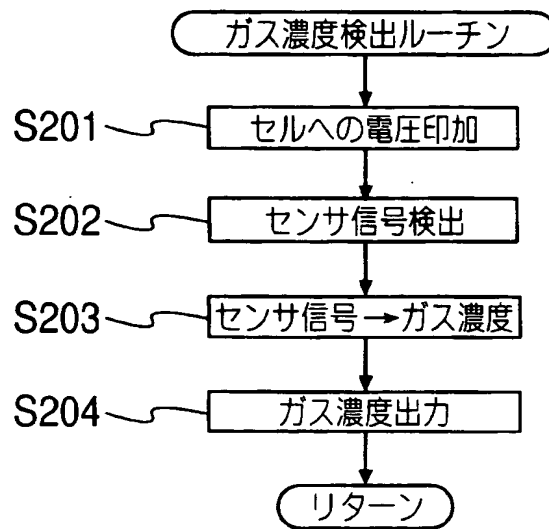 ガス濃度検出ルーチン
S201
セルへの電圧印加
S202
センサ信号検出
S203
センサ信号→ガス濃度
S204
ガス濃度出力
リターン